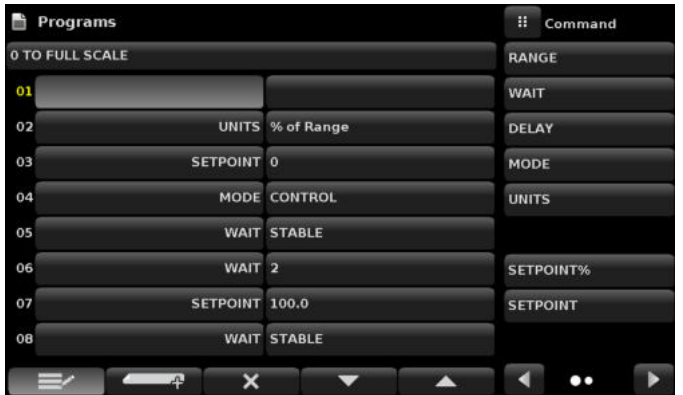 Programs
Command
0 TO FULL SCALE
RANGE
01
WAIT
02 UNITS % of Range
DELAY
03 SETPOINT 0
MODE
04 MODE CONTROL
UNITS
05 WAIT STABLE
06 WAIT 2
SETPOINT%
07 SETPOINT 100.0
SETPOINT
08 WAIT STABLE